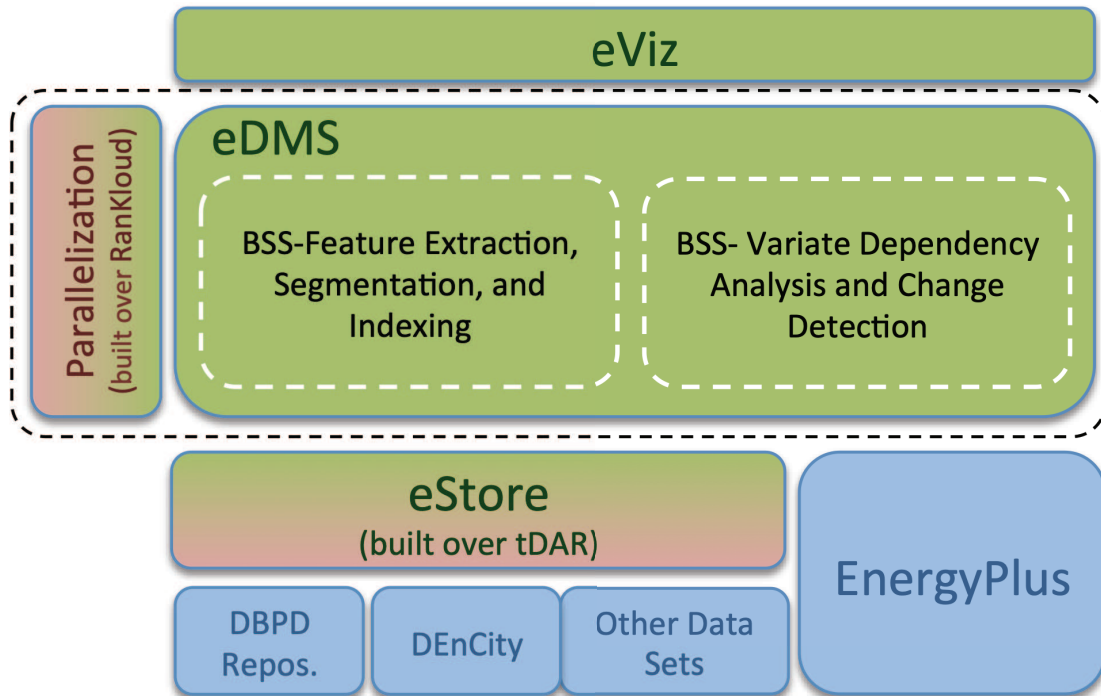 eViz
Parallelization
(built over RanKloud)
eDMS
BSS-Feature Extraction,
Segmentation, and
Indexing
BSS- Variate Dependency
Analysis and Change
Detection
eStore
(built over tDAR)
EnergyPlus
DBPD
Repos.
DEnCity
Other Data
Sets